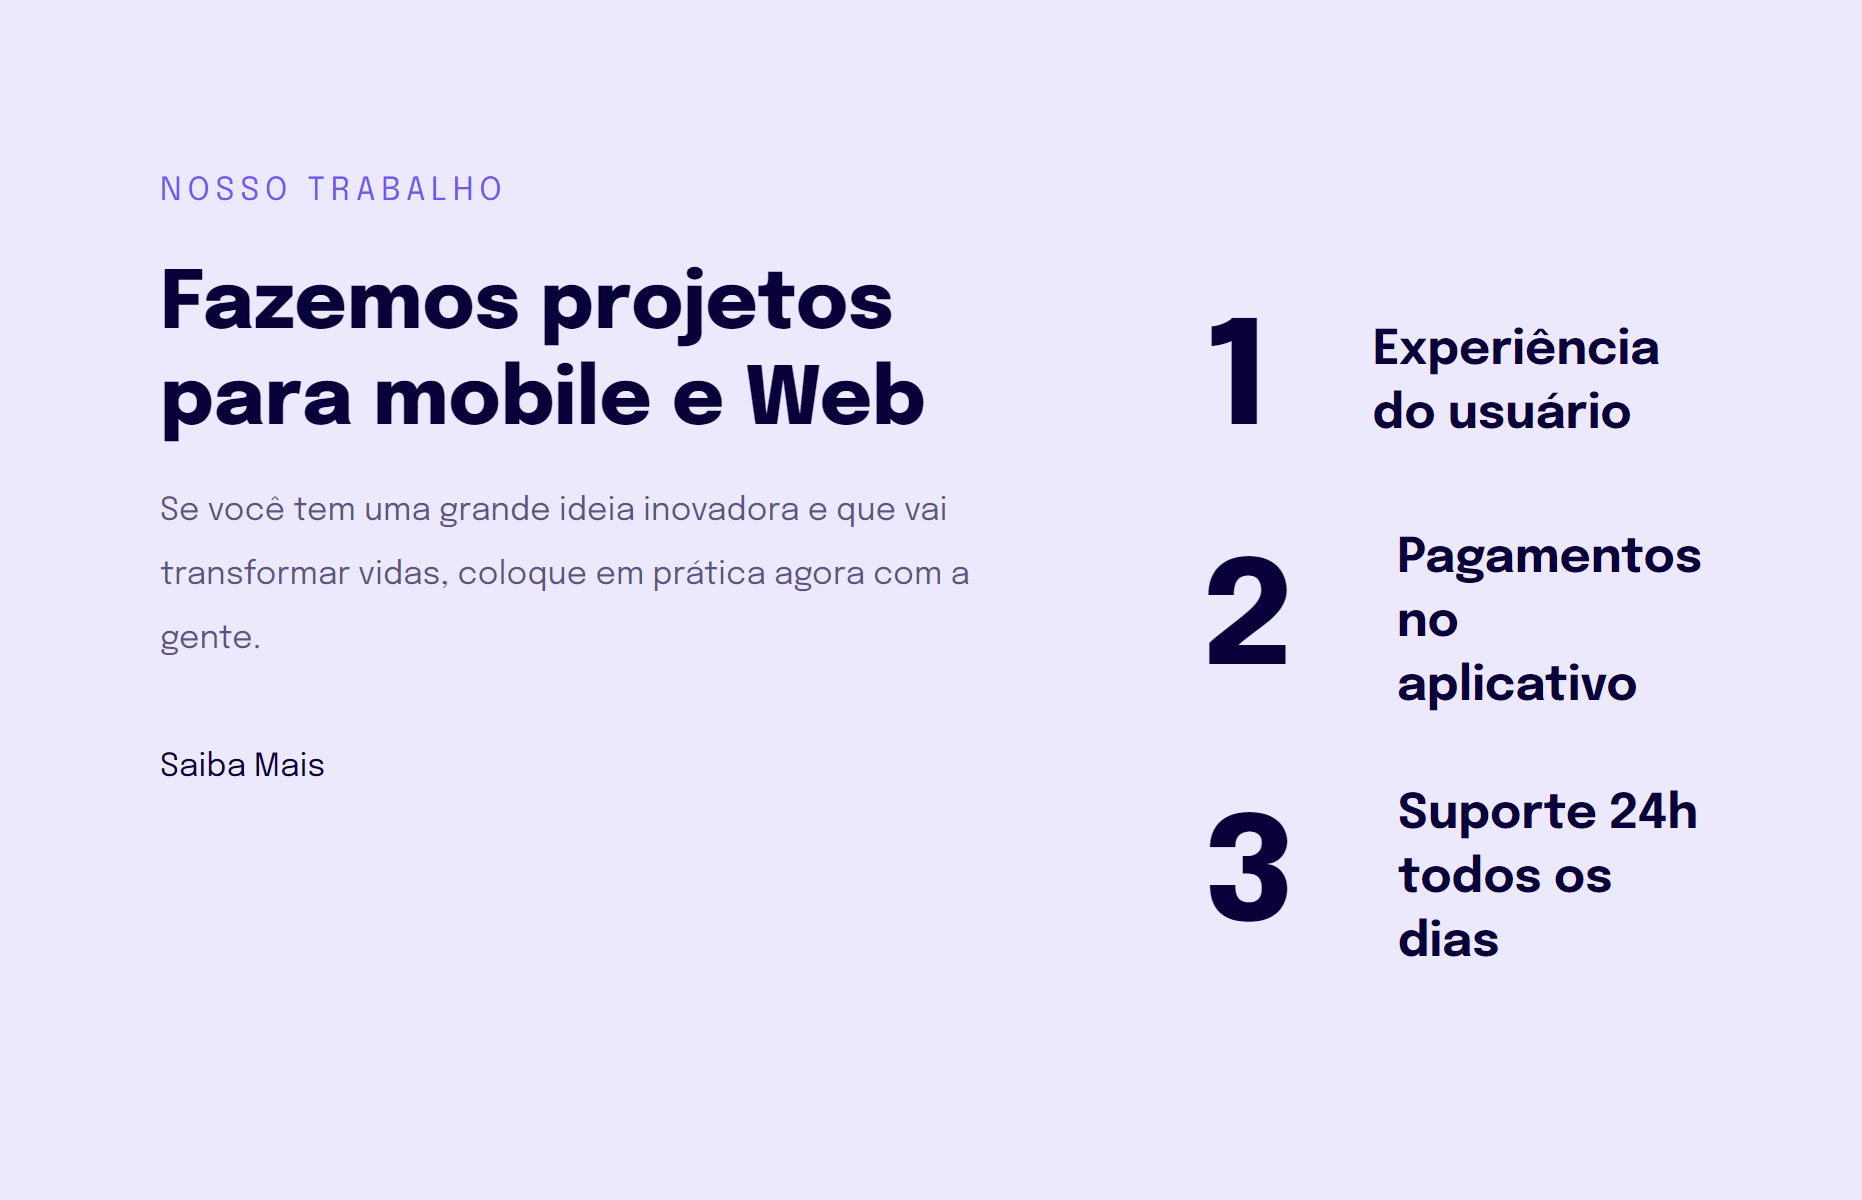 NOSSO TRABALHO
Fazemos projetos
para mobile e Web
Se você tem uma grande ideia inovadora e que vai
transformar vidas, coloque em prática agora com a
gente.
Saiba Mais
1
Experiência
do usuário
2
Pagamentos
no
aplicativo
3
Suporte 24h
todos os
dias